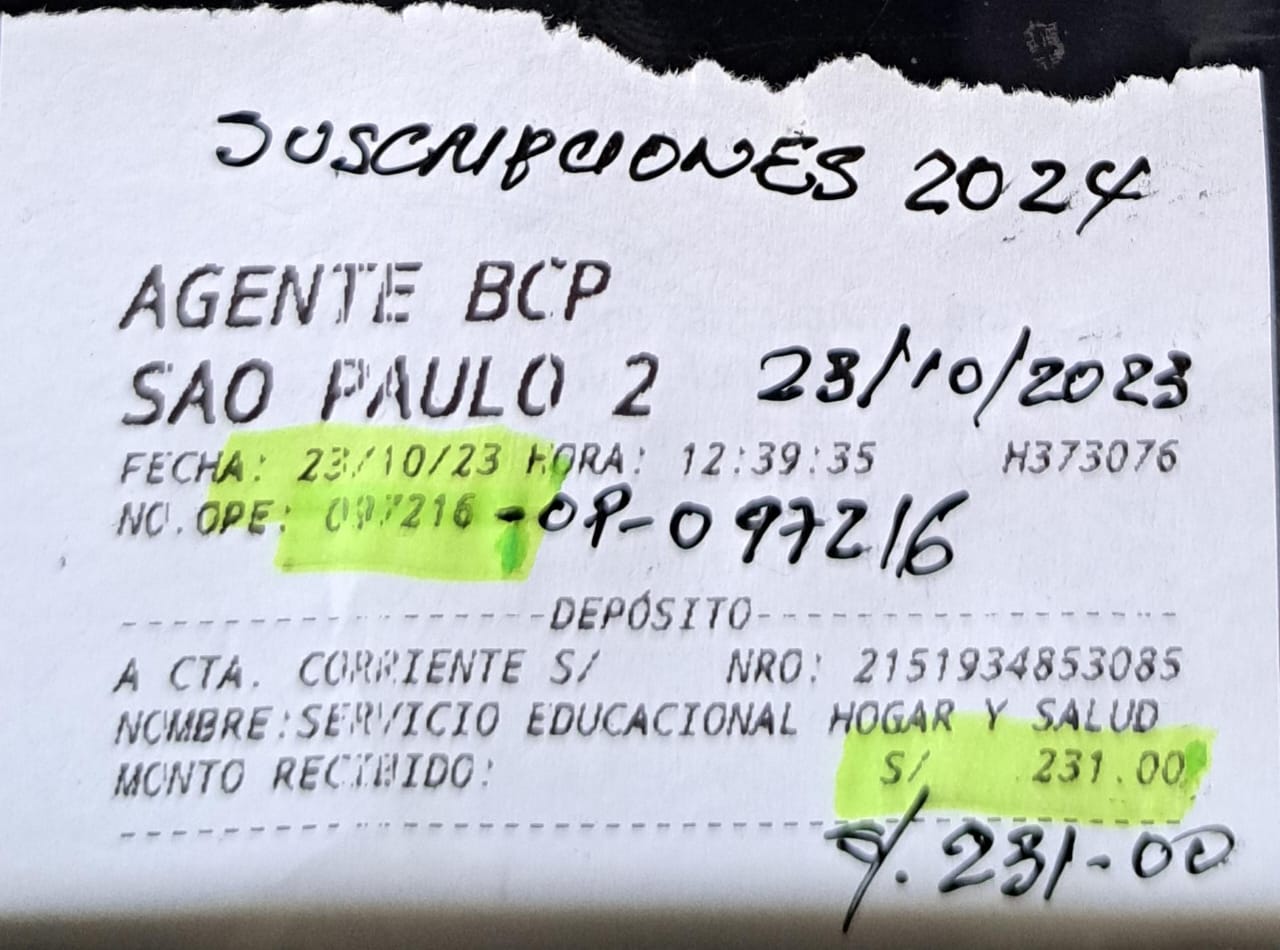 SUSCRIPCIONES 2024
AGENTE BCP
SAO PAULO 2 23/10/2023
FECHA: 23/10/23 HORA: 12:39:35 H373076
NO.OPE: 097216 -OP-097216
--------------------DEPÓSITO--------------------
A CTA. CORRIENTE S/ NRO: 2151934853085
NOMBRE:SERVICIO EDUCACIONAL HOGAR Y SALUD
MONTO RECIBIDO: S/ 231.00
S/. 231-00